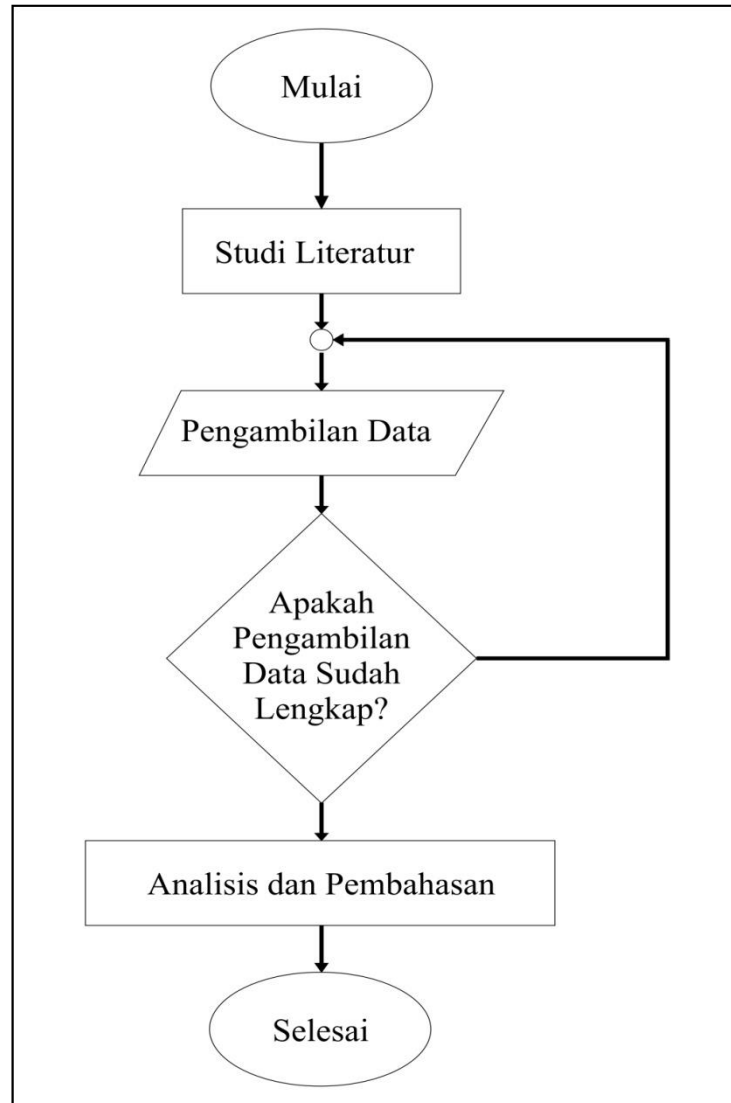 Mulai
Studi Literatur
Pengambilan Data
Apakah
Pengambilan
Data Sudah
Lengkap?
Analisis dan Pembahasan
Selesai